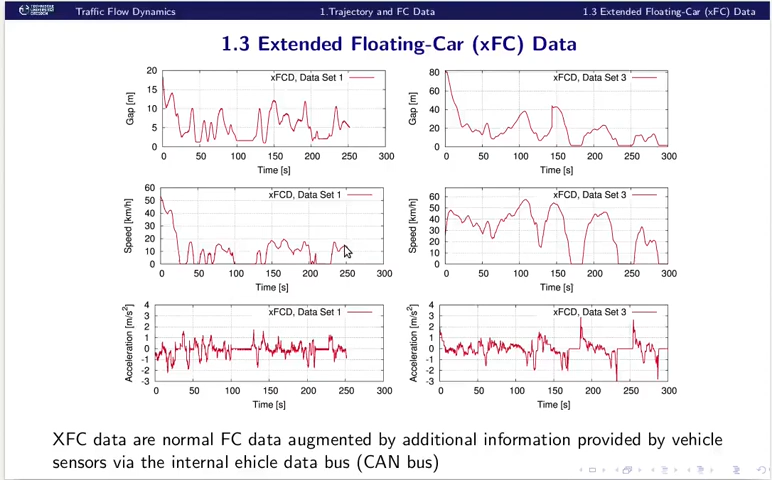 TECHNISCHE
UNIVERSITÄT
DRESDEN
Traffic Flow Dynamics
1.Trajectory and FC Data
1.3 Extended Floating-Car (xFC) Data
1.3 Extended Floating-Car (xFC) Data
xFCD, Data Set 1
Gap [m]
20
15
10
5
0
0 50 100 150 200 250 300
Time [s]
xFCD, Data Set 3
Gap [m]
80
60
40
20
0
0 50 100 150 200 250 300
Time [s]
xFCD, Data Set 1
Speed [km/h]
60
50
40
30
20
10
0
0 50 100 150 200 250 300
Time [s]
xFCD, Data Set 3
Speed [km/h]
60
50
40
30
20
10
0
0 50 100 150 200 250 300
Time [s]
xFCD, Data Set 1
Acceleration [m/s²]
4
3
2
1
0
-1
-2
-3
0 50 100 150 200 250 300
Time [s]
xFCD, Data Set 3
Acceleration [m/s²]
4
3
2
1
0
-1
-2
-3
0 50 100 150 200 250 300
Time [s]
XFC data are normal FC data augmented by additional information provided by vehicle
sensors via the internal ehicle data bus (CAN bus)